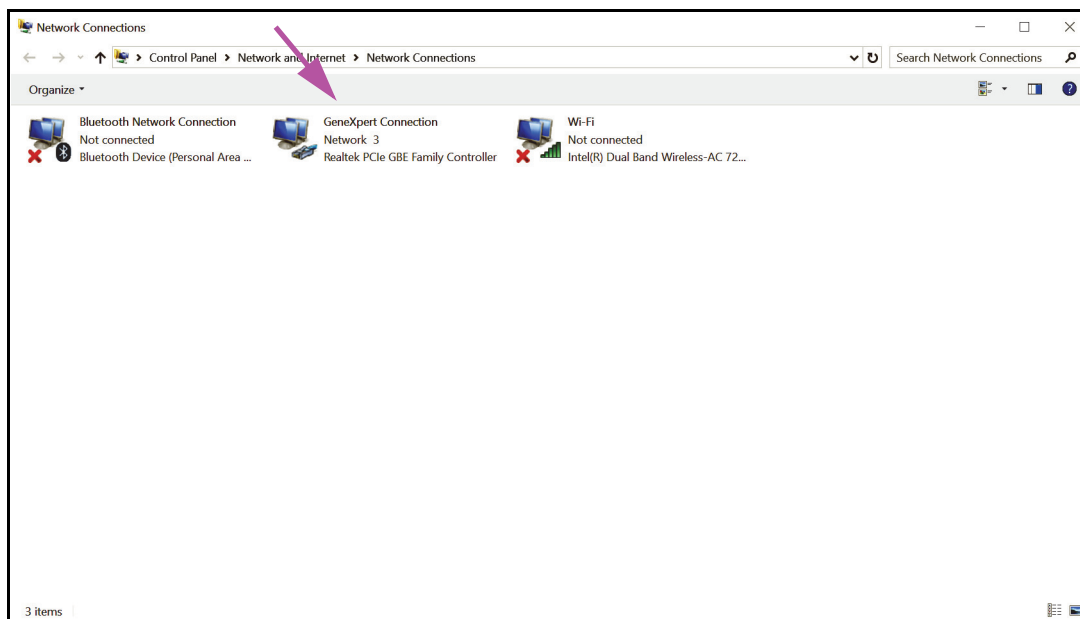 Network Connections
Control Panel > Network and Internet > Network Connections
Search Network Connections
Organize
Bluetooth Network Connection
Not connected
Bluetooth Device (Personal Area ...
GeneXpert Connection
Network 3
Realtek PCIe GBE Family Controller
Wi-Fi
Not connected
Intel(R) Dual Band Wireless-AC 72...
3 items